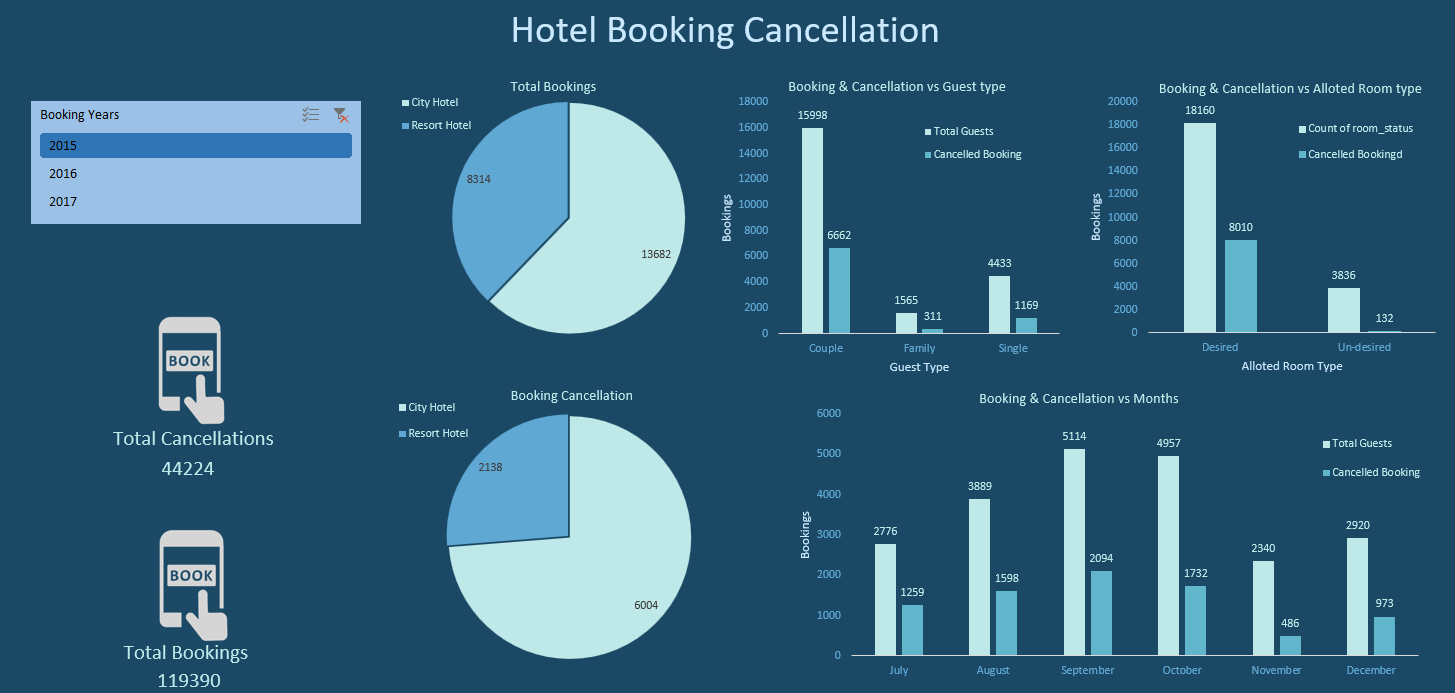 Hotel Booking Cancellation
Booking Years
2015
2016
2017
BOOK
Total Cancellations
44224
BOOK
Total Bookings
119390
Total Bookings
City Hotel
Resort Hotel
8314
13682
Booking Cancellation
City Hotel
Resort Hotel
2138
6004
Booking & Cancellation vs Guest type
18000
16000
14000
12000
10000
8000
6000
4000
2000
0
Bookings
15998
6662
1565
311
4433
1169
Total Guests
Cancelled Booking
Couple Family Single
Guest Type
Booking & Cancellation vs Alloted Room type
20000
18000
16000
14000
12000
10000
8000
6000
4000
2000
0
Bookings
18160
8010
3836
132
Count of room_status
Cancelled Bookingd
Desired Un-desired
Alloted Room Type
Booking & Cancellation vs Months
6000
5000
4000
3000
2000
1000
0
Bookings
2776
1259
3889
1598
5114
2094
4957
1732
2340
486
2920
973
Total Guests
Cancelled Booking
July August September October November December